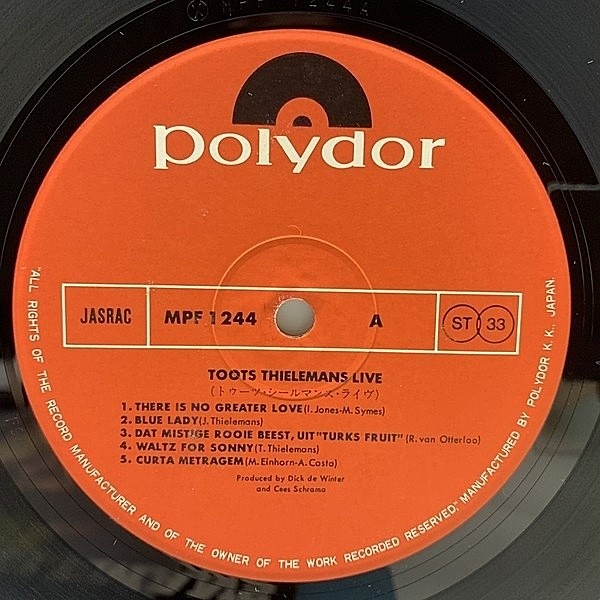 MPF 1244A
polydor
JASRAC MPF 1244 A ST 33
TOOTS THIELEMANS LIVE
(トゥーツ・シールマンス・ライヴ)
1. THERE IS NO GREATER LOVE (I. Jones-M. Symes)
2. BLUE LADY (J. Thielemans)
3. DAT MISTIGE ROOIE BEEST, UIT "TURKS FRUIT" (R. van Otterloo)
4. WALTZ FOR SONNY (T. Thielemans)
5. CURTA METRAGEM (M. Einhorn-A. Costa)
Produced by Dick de Winter
and Cees Schrama
"ALL RIGHTS OF THE RECORD MANUFACTURER AND OF THE OWNER OF THE WORK RECORDED RESERVED," MANUFACTURED BY POLYDOR K. K., JAPAN.